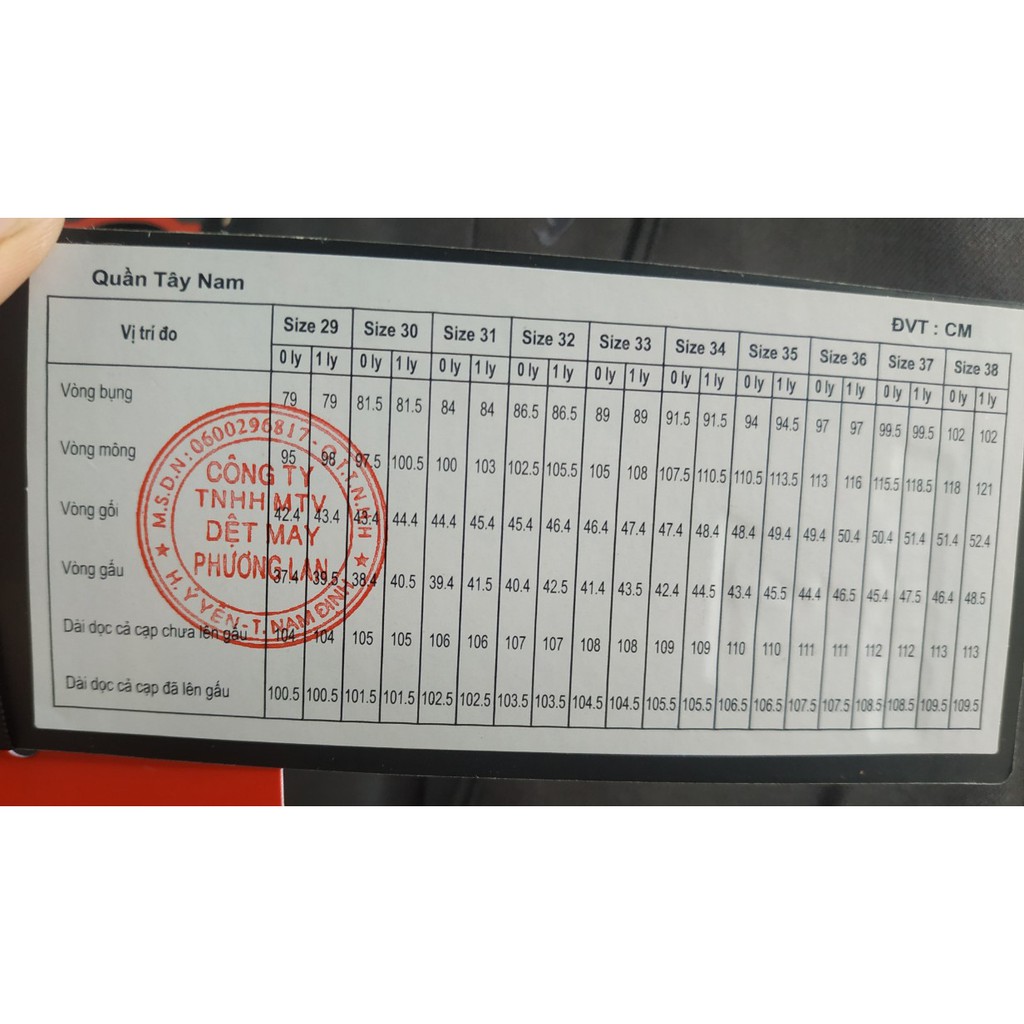 Quần Tây Nam
ĐVT : CM
Vị trí đo Size 29 Size 30 Size 31 Size 32 Size 33 Size 34 Size 35 Size 36 Size 37 Size 38
0 ly 1 ly 0 ly 1 ly 0 ly 1 ly 0 ly 1 ly 0 ly 1 ly 0 ly 1 ly 0 ly 1 ly 0 ly 1 ly 0 ly 1 ly 0 ly 1 ly
Vòng bụng 79 79 81.5 81.5 84 84 86.5 86.5 89 89 91.5 91.5 94 94.5 97 97 99.5 99.5 102 102
Vòng mông 95 98 97.5 100.5 100 103 102.5 105.5 105 108 107.5 110.5 110.5 113.5 113 116 115.5 118.5 118 121
Vòng gối 42.4 43.4 43.4 44.4 44.4 45.4 45.4 46.4 46.4 47.4 47.4 48.4 48.4 49.4 49.4 50.4 50.4 51.4 51.4 52.4
Vòng gấu 37.4 39.5 38.4 40.5 39.4 41.5 40.4 42.5 41.4 43.5 42.4 44.5 43.4 45.5 44.4 46.5 45.4 47.5 46.4 48.5
Dài dọc cả cạp chưa lên gấu 104 104 105 105 106 106 107 107 108 108 109 109 110 110 111 111 112 112 113 113
Dài dọc cả cạp đã lên gấu 100.5 100.5 101.5 101.5 102.5 102.5 103.5 103.5 104.5 104.5 105.5 105.5 106.5 106.5 107.5 107.5 108.5 108.5 109.5 109.5
M.S.D.N: 0600296817-C.T.T.N.H.H
CÔNG TY
TNHH MTV
DỆT MAY
PHƯỢNG LAN
H. Ý YÊN - T. NAM ĐỊNH